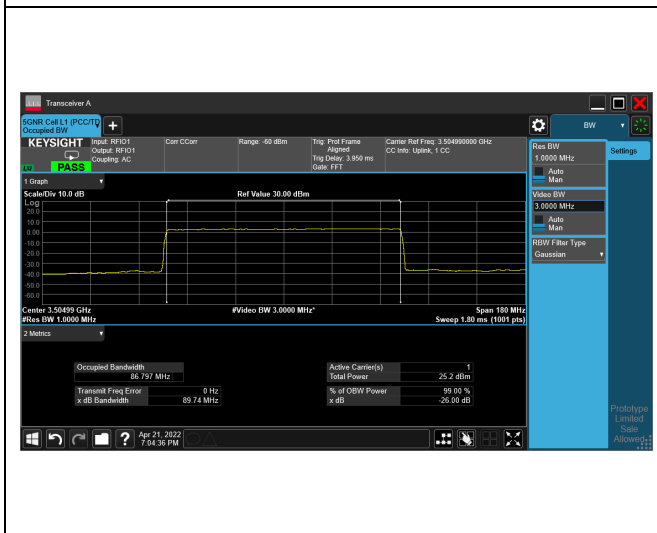 Transceiver A
5GNR Cell L1 (PCC/TD
Occupied BW
BW
KEYSIGHT
LXI
PASS
Input: RFIO1
Output: RFIO1
Coupling: AC
Corr CCorr
Range: -60 dBm
Trig: Prot Frame
Aligned
Trig Delay: 3.950 ms
Gate: FFT
Carrier Ref Freq: 3.504990000 GHz
CC Info: Uplink, 1 CC
1 Graph
Scale/Div 10.0 dB
Ref Value 30.00 dBm
Log
20.0
10.0
0.00
-10.0
-20.0
-30.0
-40.0
-50.0
-60.0
Center 3.50499 GHz
#Video BW 3.0000 MHz*
Span 180 MHz
#Res BW 1.0000 MHz
Sweep 1.80 ms (1001 pts)
2 Metrics
Occupied Bandwidth
86.797 MHz
Active Carrier(s) 1
Total Power 25.2 dBm
Transmit Freq Error 0 Hz
x dB Bandwidth 89.74 MHz
% of OBW Power 99.00 %
x dB -26.00 dB
Res BW
1.0000 MHz
Auto
Man
Video BW
3.0000 MHz
Auto
Man
RBW Filter Type
Gaussian
Settings
Prototype
Limited
Sale
Allowed
?
Apr 21, 2022
7:04:36 PM